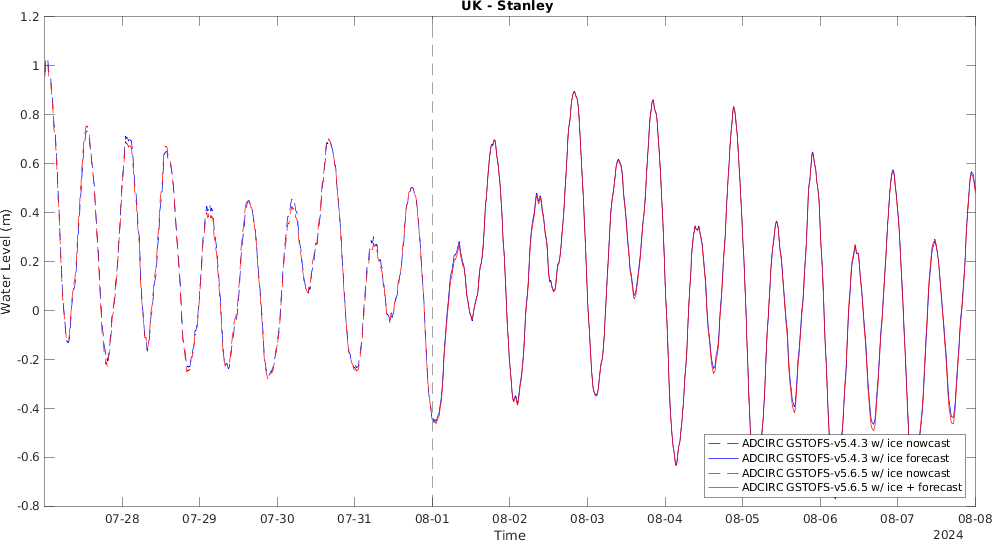 UK - Stanley
1.2
1
0.8
0.6
0.4
0.2
0
-0.2
-0.4
-0.6
-0.8
Water Level (m)
ADCIRC GSTOFS-v5.4.3 w/ ice nowcast
ADCIRC GSTOFS-v5.4.3 w/ ice forecast
ADCIRC GSTOFS-v5.6.5 w/ ice nowcast
ADCIRC GSTOFS-v5.6.5 w/ ice + forecast
07-28 07-29 07-30 07-31 08-01 08-02 08-03 08-04 08-05 08-06 08-07 08-08
Time
2024